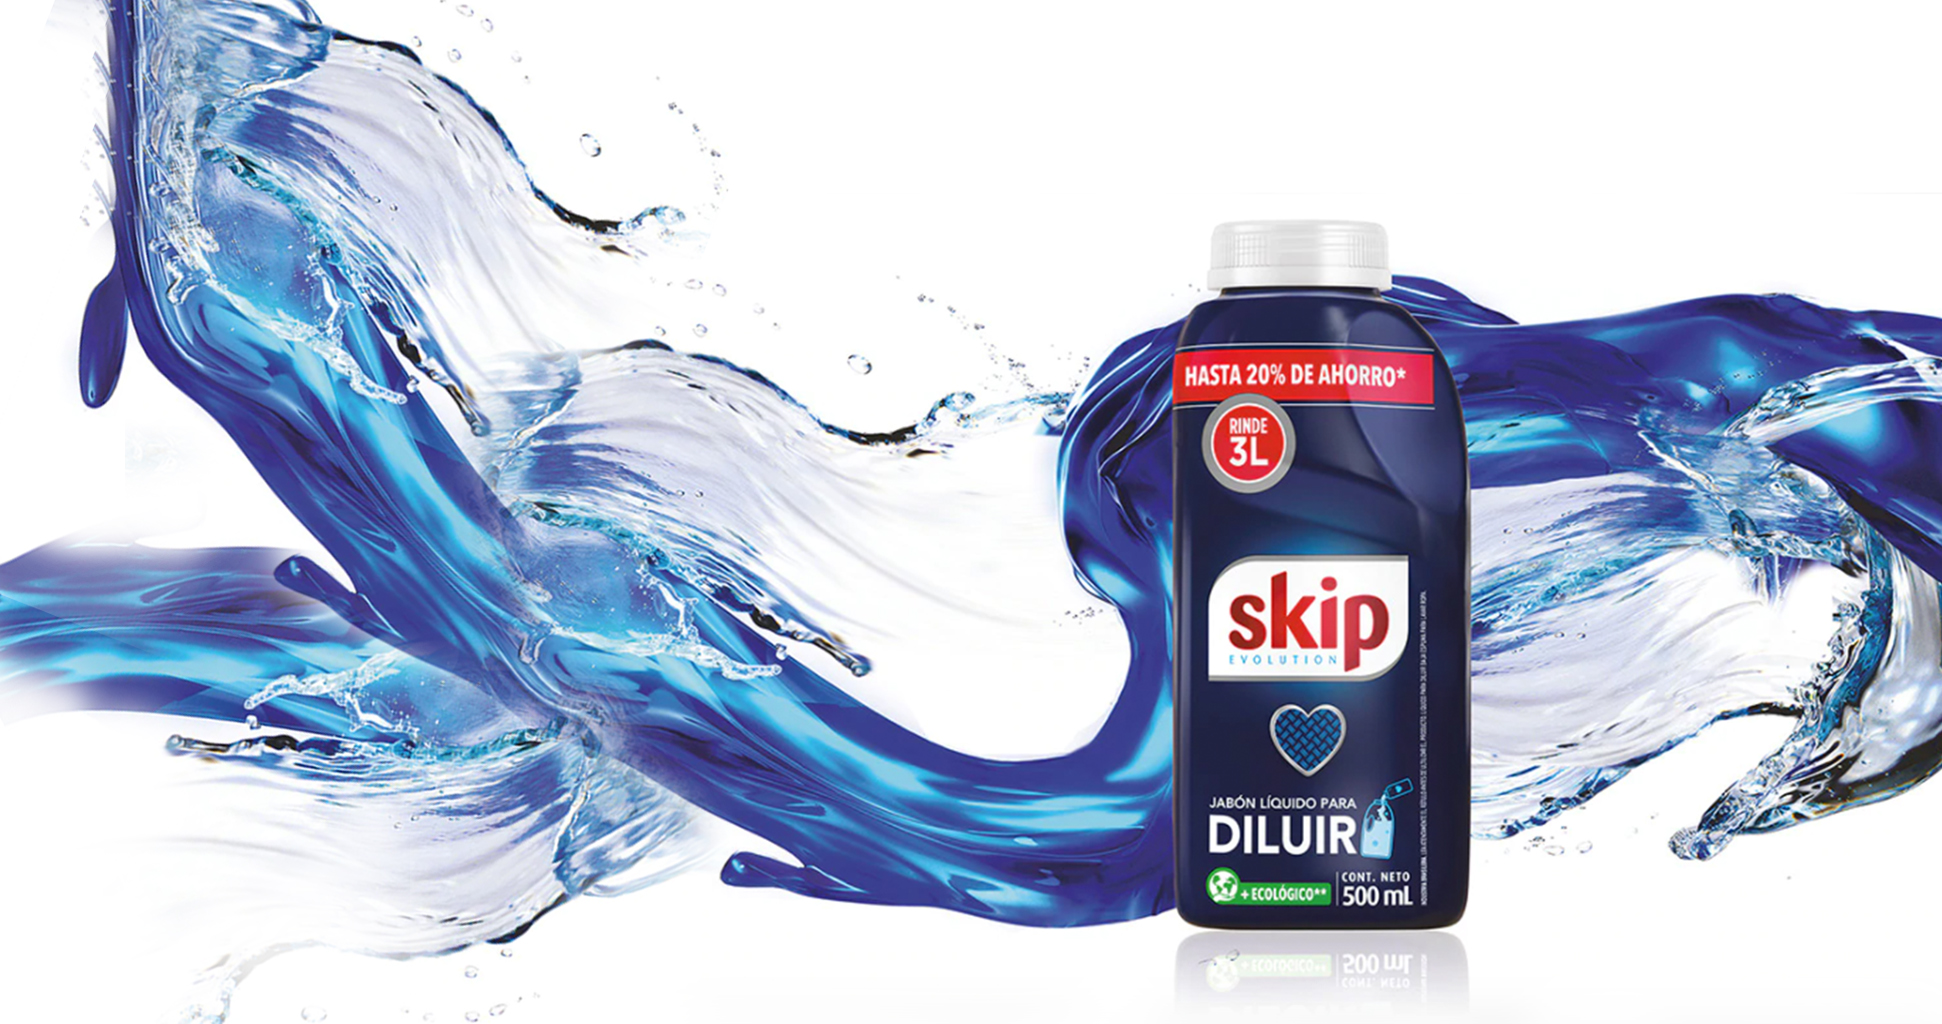 HASTA 20% DE AHORRO*
RINDE
3L
skip
EVOLUTION
JABÓN LÍQUIDO PARA
DILUIR
+ ECOLÓGICO**
CONT. NETO
500 mL